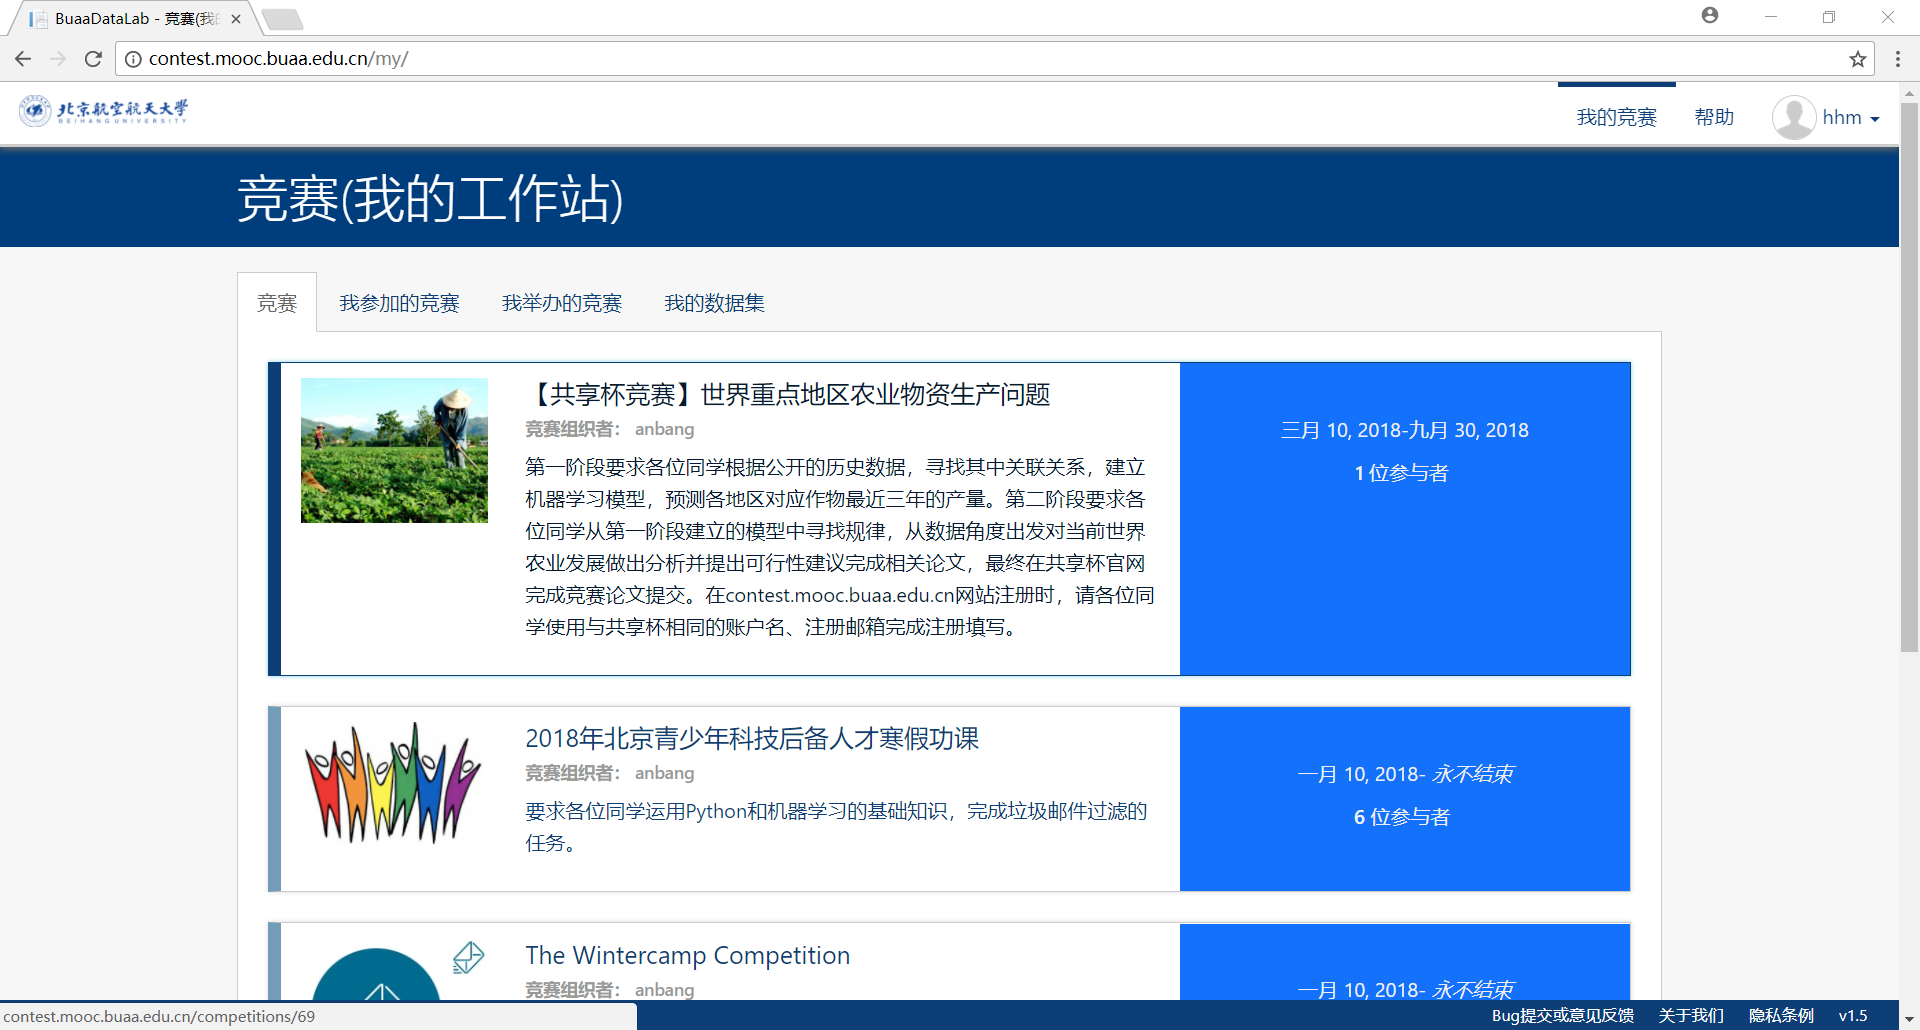 BuaaDataLab - 竞赛(我的
contest.mooc.buaa.edu.cn/my/
北京航空航天大学
BEIHANG UNIVERSITY
我的竞赛
帮助
hhm
竞赛(我的工作站)
竞赛
我参加的竞赛
我举办的竞赛
我的数据集
【共享杯竞赛】世界重点地区农业物资生产问题
竞赛组织者： anbang
第一阶段要求各位同学根据公开的历史数据，寻找其中关联关系，建立
机器学习模型，预测各地区对应作物最近三年的产量。第二阶段要求各
位同学从第一阶段建立的模型中寻找规律，从数据角度出发对当前世界
农业发展做出分析并提出可行性建议完成相关论文，最终在共享杯官网
完成竞赛论文提交。在contest.mooc.buaa.edu.cn网站注册时，请各位同
学使用与共享杯相同的账户名、注册邮箱完成注册填写。
三月 10, 2018-九月 30, 2018
1 位参与者
2018年北京青少年科技后备人才寒假功课
竞赛组织者： anbang
要求各位同学运用Python和机器学习的基础知识，完成垃圾邮件过滤的
任务。
一月 10, 2018- 永不结束
6 位参与者
The Wintercamp Competition
竞赛组织者： anbang
一月 10, 2018- 永不结束
contest.mooc.buaa.edu.cn/competitions/69
Bug提交或意见反馈
关于我们
隐私条例
v1.5